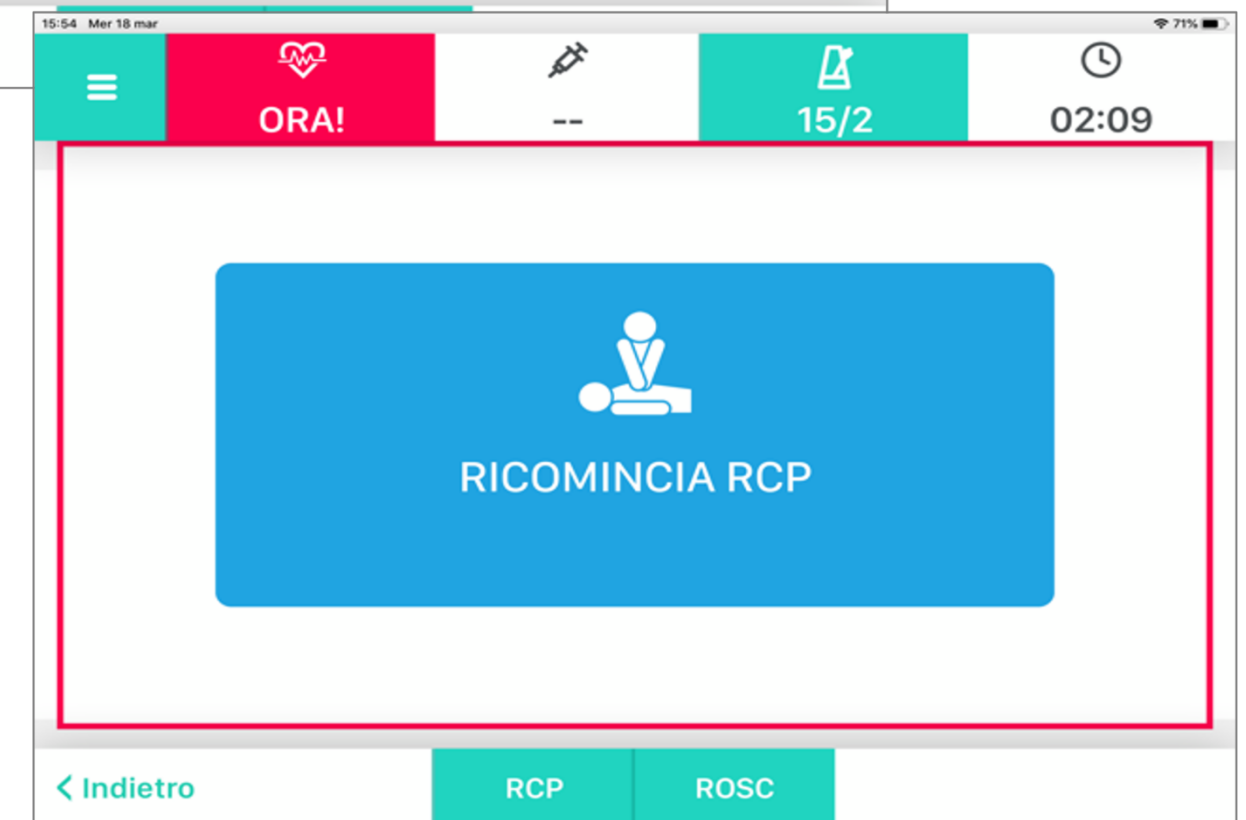 15:54 Mer 18 mar
71%
ORA!
--
15/2
02:09
RICOMINCIA RCP
Indietro
RCP
ROSC